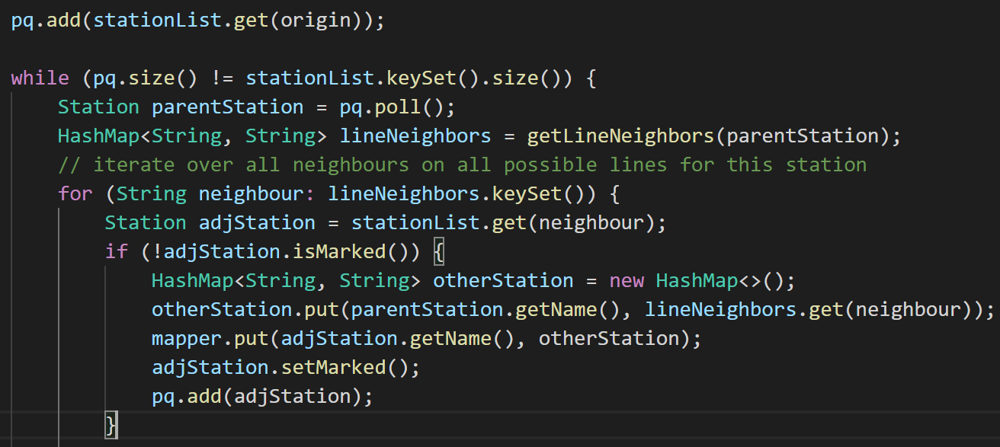 pq.add(stationList.get(origin));
while (pq.size() != stationList.keySet().size()) {
Station parentStation = pq.poll();
HashMap<String, String> lineNeighbors = getLineNeighbors(parentStation);
// iterate over all neighbours on all possible lines for this station
for (String neighbour: lineNeighbors.keySet()) {
Station adjStation = stationList.get(neighbour);
if (!adjStation.isMarked()) {
HashMap<String, String> otherStation = new HashMap<>();
otherStation.put(parentStation.getName(), lineNeighbors.get(neighbour));
mapper.put(adjStation.getName(), otherStation);
adjStation.setMarked();
pq.add(adjStation);
}